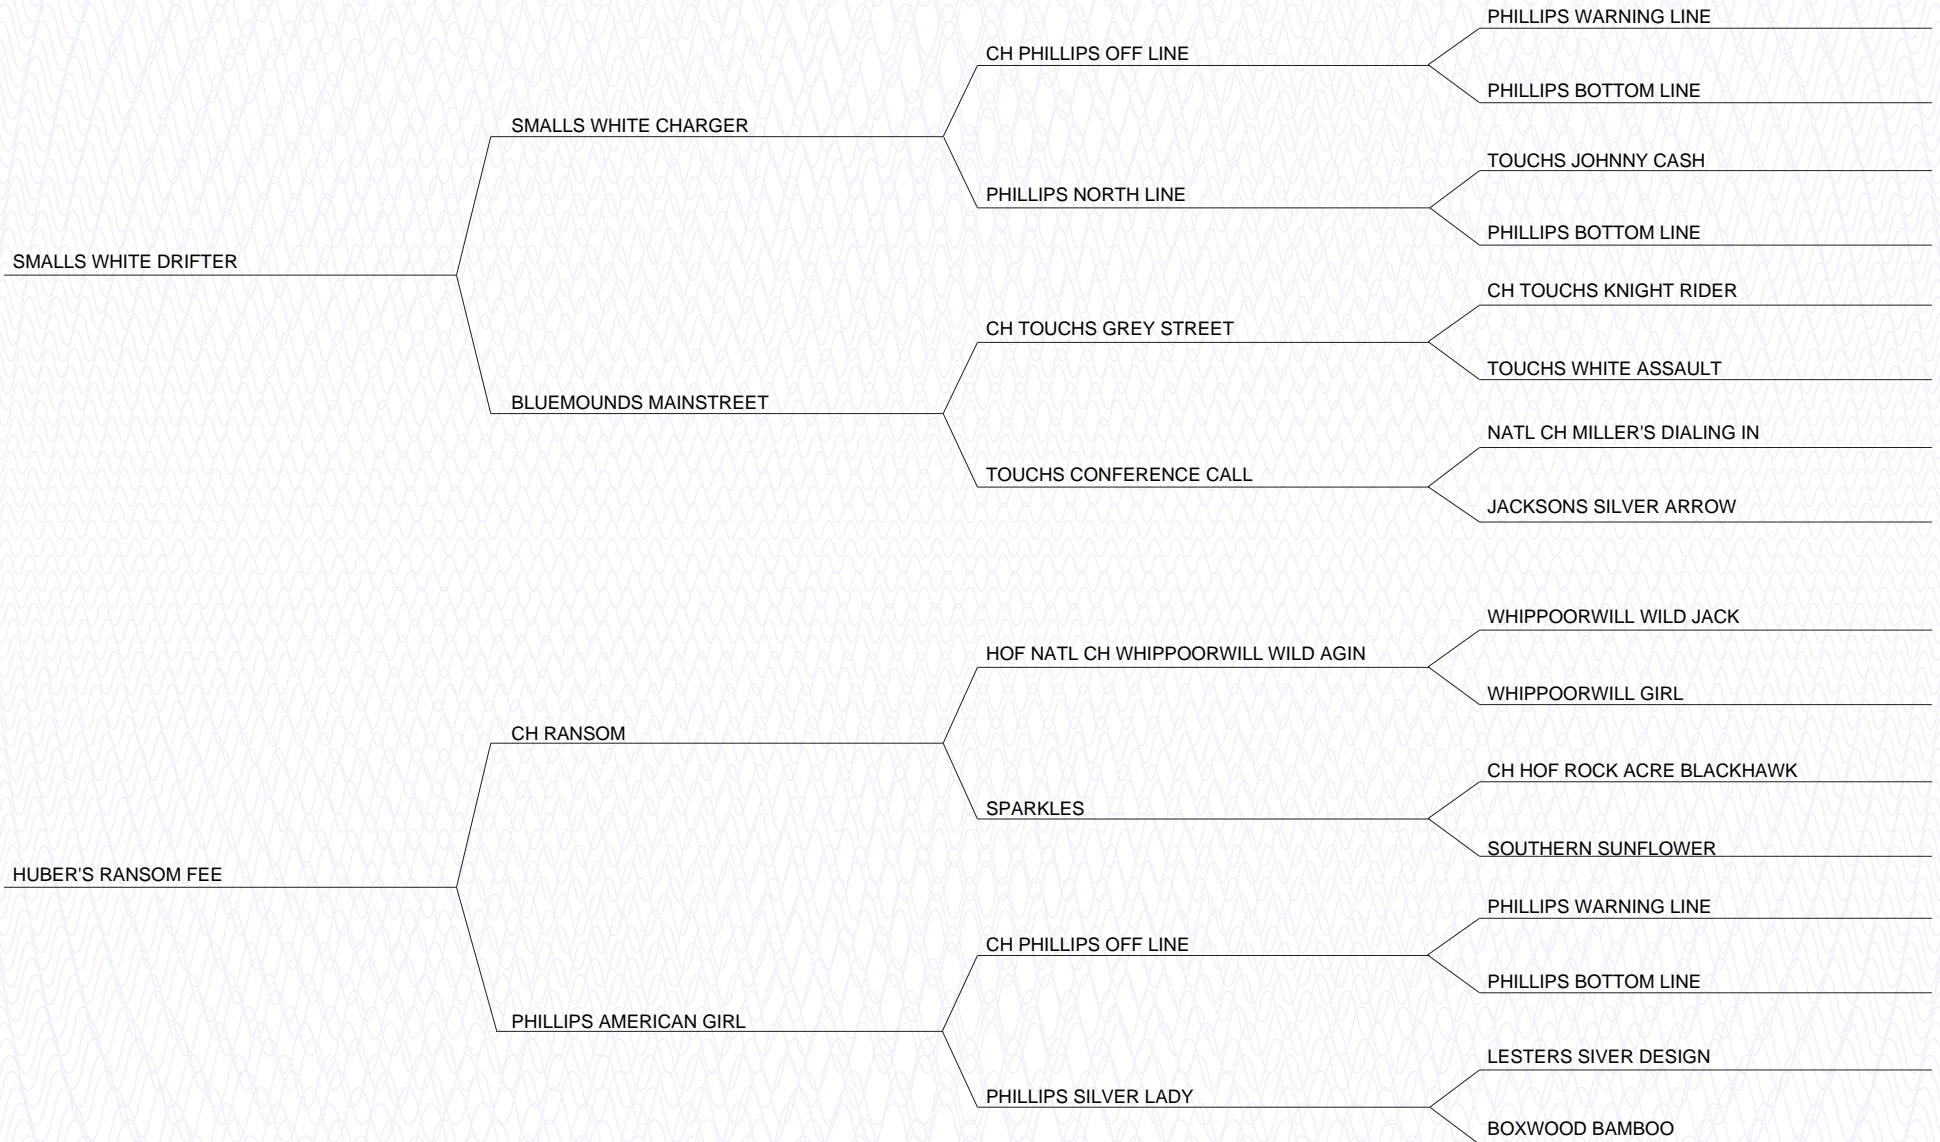 PHILLIPS WARNING LINE
CH PHILLIPS OFF LINE
PHILLIPS BOTTOM LINE
SMALLS WHITE CHARGER
TOUCHS JOHNNY CASH
PHILLIPS NORTH LINE
PHILLIPS BOTTOM LINE
SMALLS WHITE DRIFTER
CH TOUCHS KNIGHT RIDER
CH TOUCHS GREY STREET
TOUCHS WHITE ASSAULT
BLUEMOUNDS MAINSTREET
NATL CH MILLER'S DIALING IN
TOUCHS CONFERENCE CALL
JACKSONS SILVER ARROW
WHIPPOORWILL WILD JACK
HOF NATL CH WHIPPOORWILL WILD AGIN
WHIPPOORWILL GIRL
CH RANSOM
CH HOF ROCK ACRE BLACKHAWK
SPARKLES
SOUTHERN SUNFLOWER
HUBER'S RANSOM FEE
PHILLIPS WARNING LINE
CH PHILLIPS OFF LINE
PHILLIPS BOTTOM LINE
PHILLIPS AMERICAN GIRL
LESTERS SIVER DESIGN
PHILLIPS SILVER LADY
BOXWOOD BAMBOO